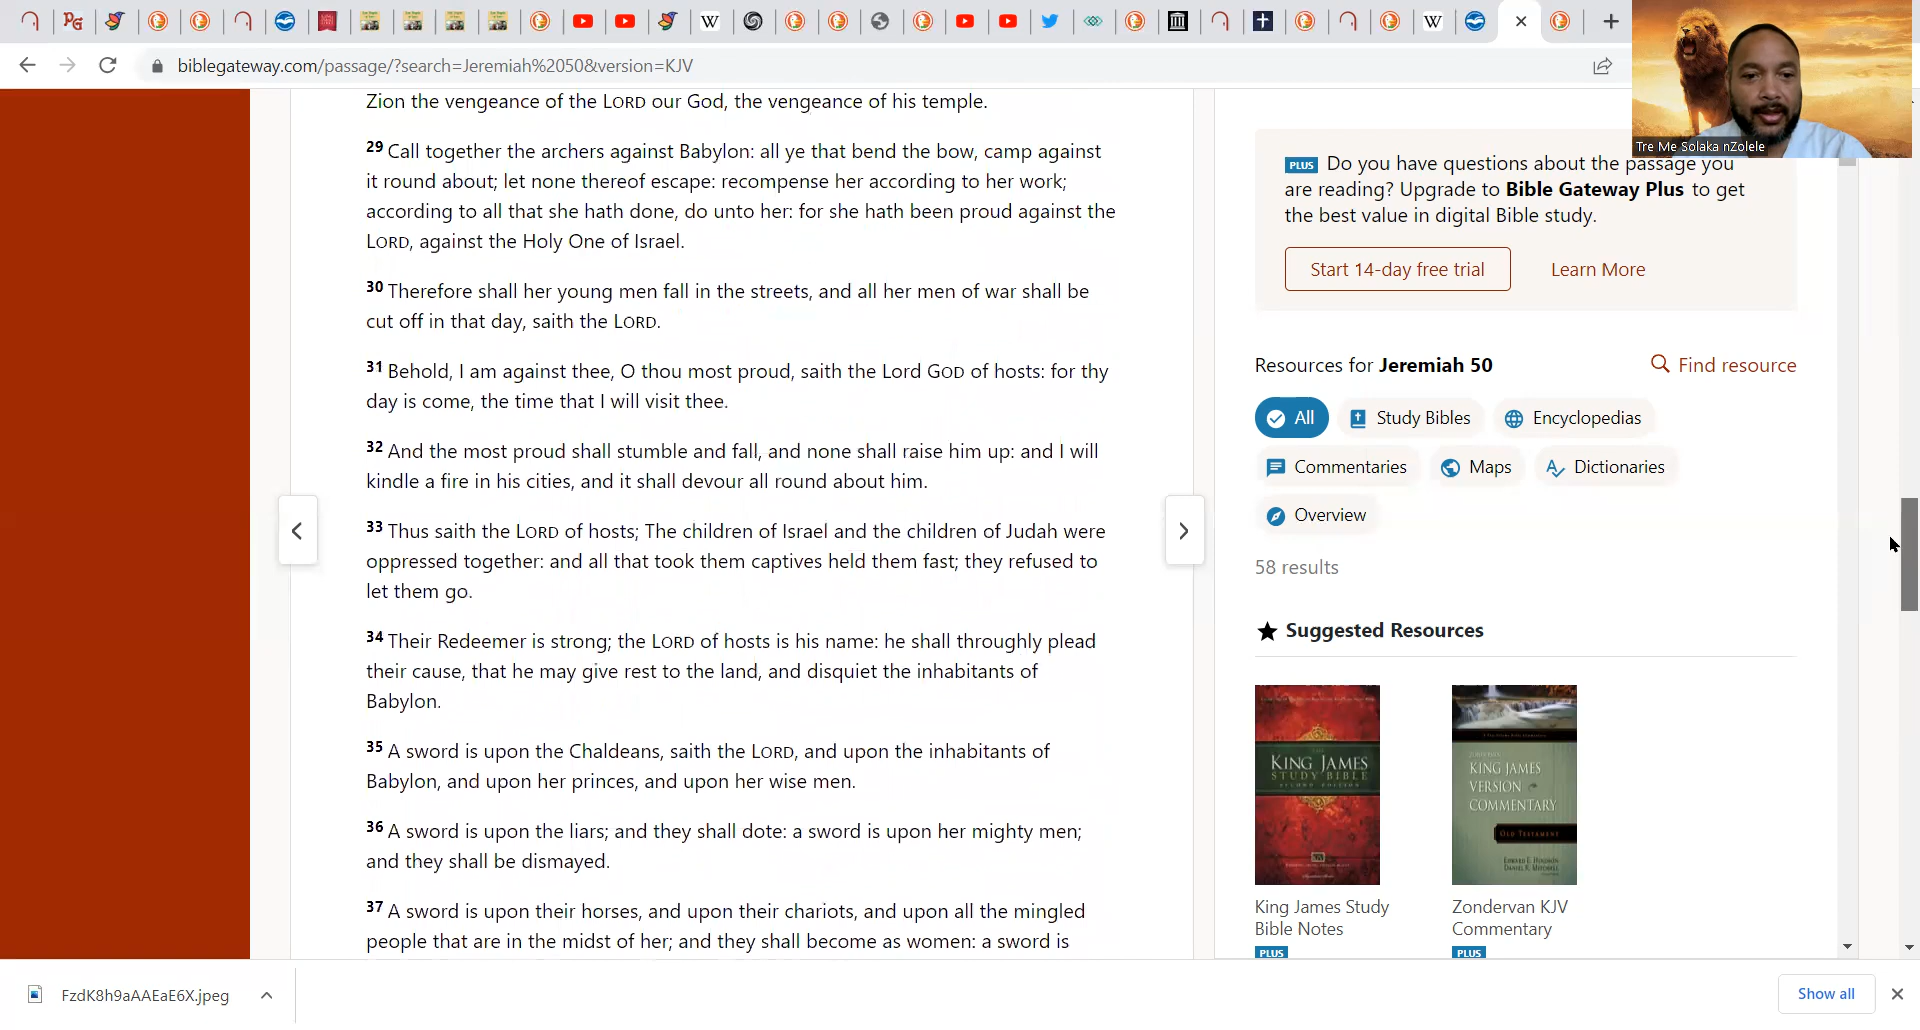 biblegateway.com/passage/?search=Jeremiah%2050&version=KJV
Tre Me Solaka nZolele
Zion the vengeance of the LORD our God, the vengeance of his temple.
29 Call together the archers against Babylon: all ye that bend the bow, camp against
it round about; let none thereof escape: recompense her according to her work;
according to all that she hath done, do unto her: for she hath been proud against the
LORD, against the Holy One of Israel.
30 Therefore shall her young men fall in the streets, and all her men of war shall be
cut off in that day, saith the LORD.
31 Behold, I am against thee, O thou most proud, saith the Lord GOD of hosts: for thy
day is come, the time that I will visit thee.
32 And the most proud shall stumble and fall, and none shall raise him up: and I will
kindle a fire in his cities, and it shall devour all round about him.
33 Thus saith the LORD of hosts; The children of Israel and the children of Judah were
oppressed together: and all that took them captives held them fast; they refused to
let them go.
34 Their Redeemer is strong; the LORD of hosts is his name: he shall throughly plead
their cause, that he may give rest to the land, and disquiet the inhabitants of
Babylon.
35 A sword is upon the Chaldeans, saith the LORD, and upon the inhabitants of
Babylon, and upon her princes, and upon her wise men.
36 A sword is upon the liars; and they shall dote: a sword is upon her mighty men;
and they shall be dismayed.
37 A sword is upon their horses, and upon their chariots, and upon all the mingled
people that are in the midst of her; and they shall become as women: a sword is
PLUS Do you have questions about the passage you
are reading? Upgrade to Bible Gateway Plus to get
the best value in digital Bible study.
Start 14-day free trial
Learn More
Resources for Jeremiah 50
Find resource
All
Study Bibles
Encyclopedias
Commentaries
Maps
Dictionaries
Overview
58 results
Suggested Resources
KING JAMES
STUDY BIBLE
SECOND EDITION
KING JAMES
VERSION
COMMENTARY
OLD TESTAMENT
King James Study
Bible Notes
PLUS
Zondervan KJV
Commentary
PLUS
FzdK8h9aAAEaE6X.jpeg
Show all